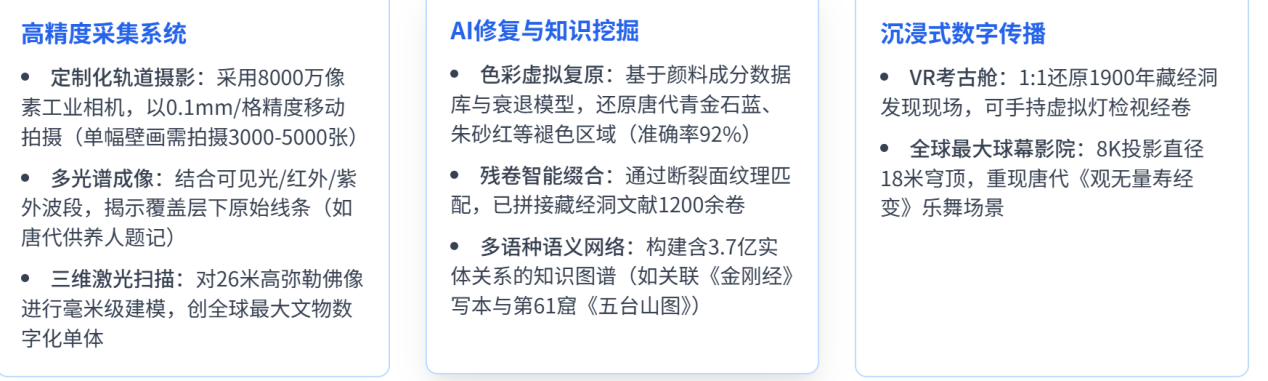 高精度采集系统
• 定制化轨道摄影：采用8000万像
素工业相机，以0.1mm/格精度移动
拍摄（单幅壁画需拍摄3000-5000张）
• 多光谱成像：结合可见光/红外/紫
外波段，揭示覆盖层下原始线条（如
唐代供养人题记）
• 三维激光扫描：对26米高弥勒佛像
进行毫米级建模，创全球最大文物数
字化单体
AI修复与知识挖掘
• 色彩虚拟复原：基于颜料成分数据
库与衰退模型，还原唐代青金石蓝、
朱砂红等褪色区域（准确率92%）
• 残卷智能缀合：通过断裂面纹理匹
配，已拼接藏经洞文献1200余卷
• 多语种语义网络：构建含3.7亿实
体关系的知识图谱（如关联《金刚经》
写本与第61窟《五台山图》）
沉浸式数字传播
• VR考古舱：1:1还原1900年藏经洞
发现现场，可手持虚拟灯检视经卷
• 全球最大球幕影院：8K投影直径
18米穹顶，重现唐代《观无量寿经
变》乐舞场景